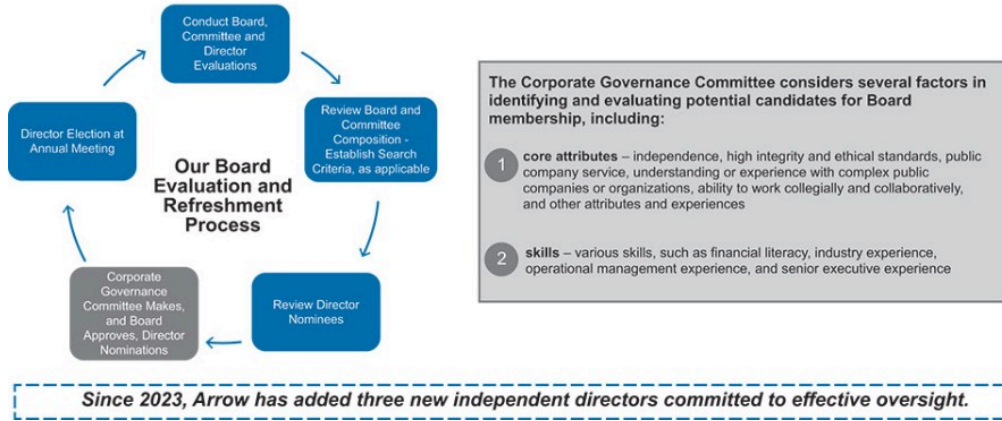 Conduct Board,
Committee and
Director
Evaluations
Review Board and
Committee
Composition -
Establish Search
Criteria, as applicable
Review Director
Nominees
Corporate
Governance
Committee Makes,
and Board
Approves, Director
Nominations
Director Election at
Annual Meeting
Our Board
Evaluation and
Refreshment
Process
The Corporate Governance Committee considers several factors in
identifying and evaluating potential candidates for Board
membership, including:
1
core attributes – independence, high integrity and ethical standards, public
company service, understanding or experience with complex public
companies or organizations, ability to work collegially and collaboratively,
and other attributes and experiences
2
skills – various skills, such as financial literacy, industry experience,
operational management experience, and senior executive experience
Since 2023, Arrow has added three new independent directors committed to effective oversight.